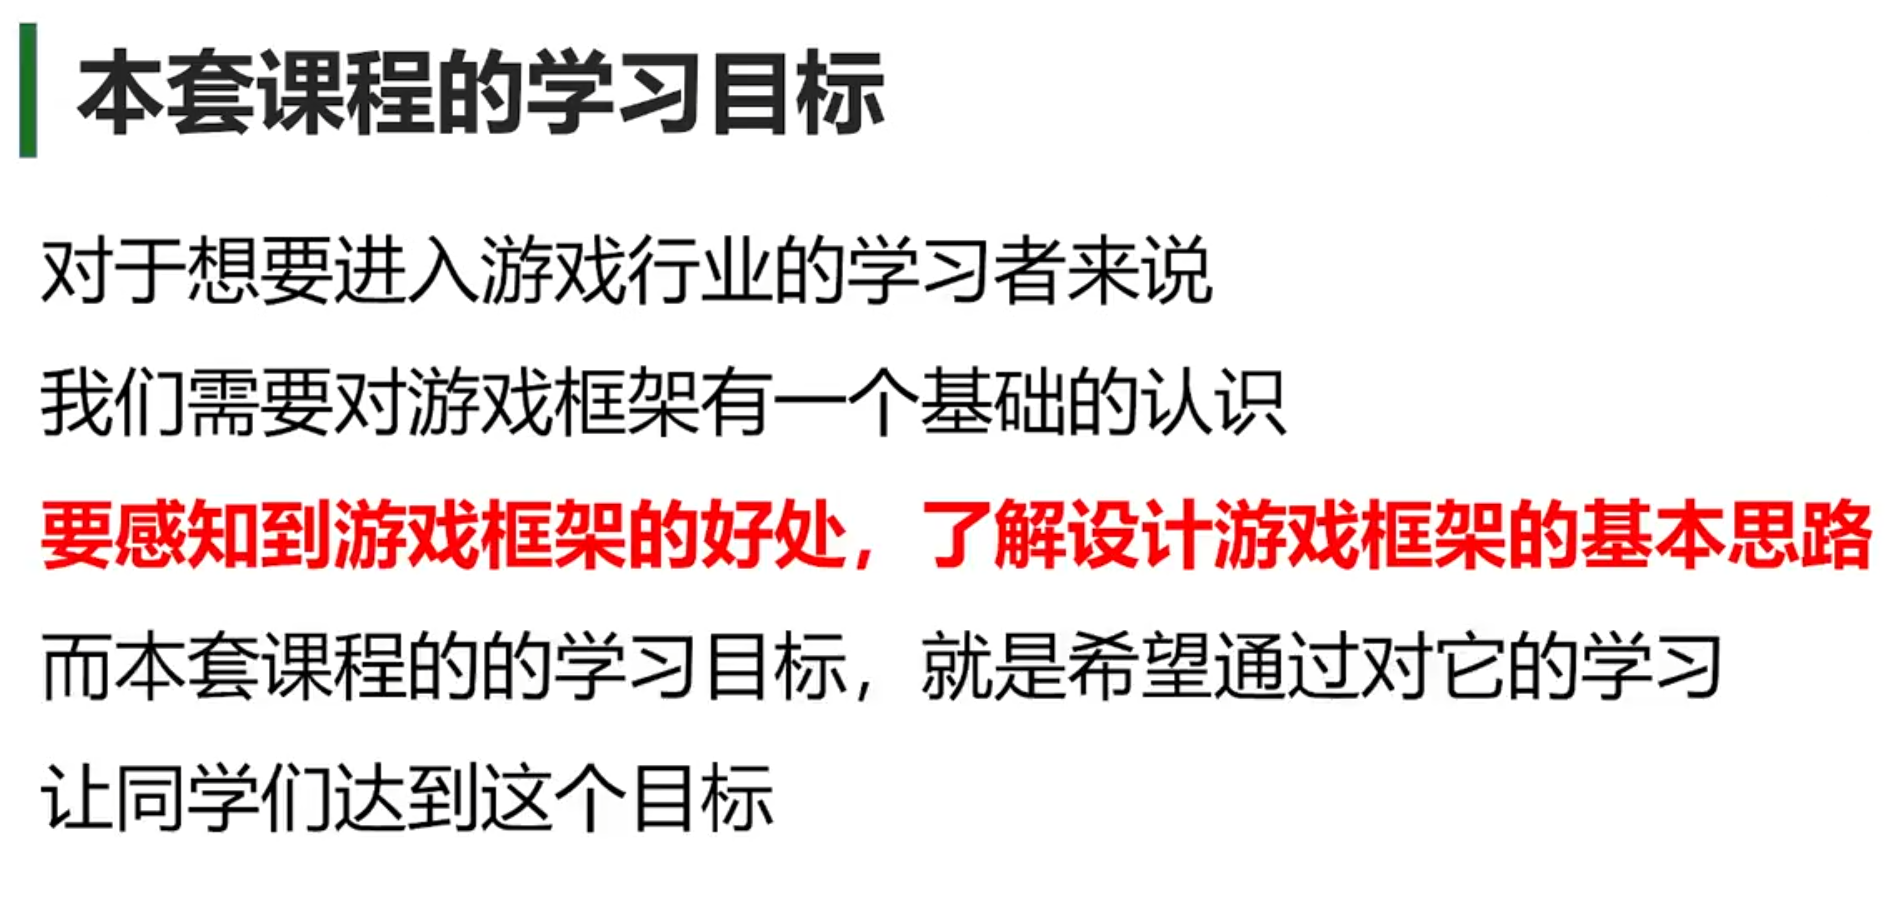 本套课程的学习目标
对于想要进入游戏行业的学习者来说
我们需要对游戏框架有一个基础的认识
要感知到游戏框架的好处，了解设计游戏框架的基本思路
而本套课程的的学习目标，就是希望通过对它的学习
让同学们达到这个目标